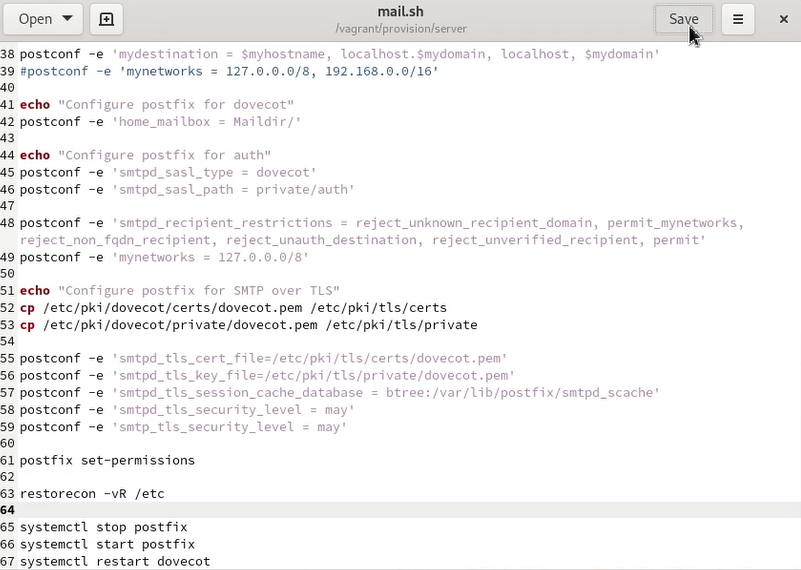 Open
mail.sh
/vagrant/provision/server
Save
38 postconf -e 'mydestination = $myhostname, localhost.$mydomain, localhost, $mydomain'
39 #postconf -e 'mynetworks = 127.0.0.0/8, 192.168.0.0/16'
40
41 echo "Configure postfix for dovecot"
42 postconf -e 'home_mailbox = Maildir/'
43
44 echo "Configure postfix for auth"
45 postconf -e 'smtpd_sasl_type = dovecot'
46 postconf -e 'smtpd_sasl_path = private/auth'
47
48 postconf -e 'smtpd_recipient_restrictions = reject_unknown_recipient_domain, permit_mynetworks,
reject_non_fqdn_recipient, reject_unauth_destination, reject_unverified_recipient, permit'
49 postconf -e 'mynetworks = 127.0.0.0/8'
50
51 echo "Configure postfix for SMTP over TLS"
52 cp /etc/pki/dovecot/certs/dovecot.pem /etc/pki/tls/certs
53 cp /etc/pki/dovecot/private/dovecot.pem /etc/pki/tls/private
54
55 postconf -e 'smtpd_tls_cert_file=/etc/pki/tls/certs/dovecot.pem'
56 postconf -e 'smtpd_tls_key_file=/etc/pki/tls/private/dovecot.pem'
57 postconf -e 'smtpd_tls_session_cache_database = btree:/var/lib/postfix/smtpd_scache'
58 postconf -e 'smtpd_tls_security_level = may'
59 postconf -e 'smtp_tls_security_level = may'
60
61 postfix set-permissions
62
63 restorecon -vR /etc
64
65 systemctl stop postfix
66 systemctl start postfix
67 systemctl restart dovecot